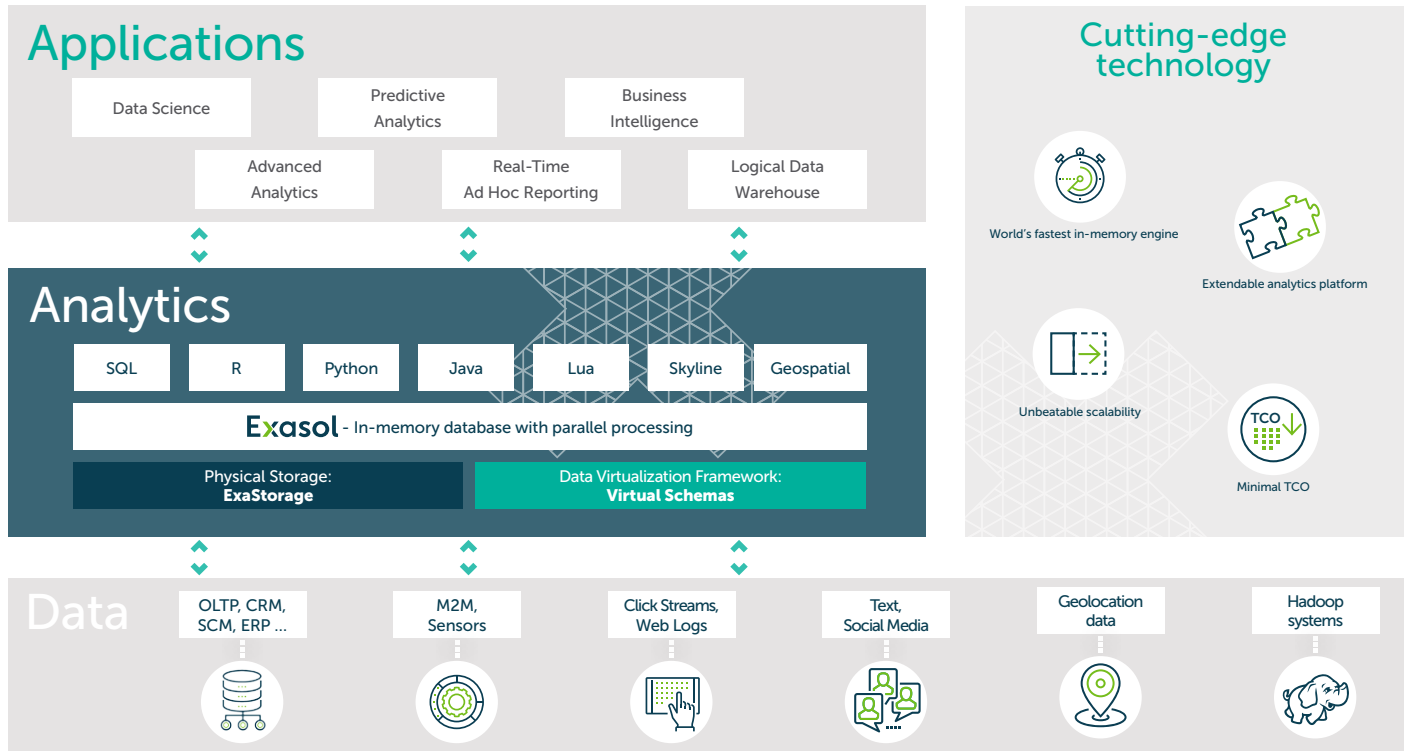 Applications
Data Science
Predictive
Analytics
Business
Intelligence
Advanced
Analytics
Real-Time
Ad Hoc Reporting
Logical Data
Warehouse
Analytics
SQL
R
Python
Java
Lua
Skyline
Geospatial
Exasol - In-memory database with parallel processing
Physical Storage:
ExaStorage
Data Virtualization Framework:
Virtual Schemas
Data
OLTP, CRM,
SCM, ERP ...
M2M,
Sensors
Click Streams,
Web Logs
Text,
Social Media
Geolocation
data
Hadoop
systems
Cutting-edge
technology
World's fastest in-memory engine
Extendable analytics platform
Unbeatable scalability
TCO
Minimal TCO